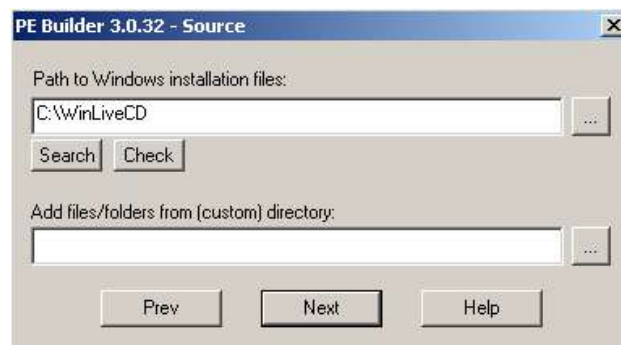 PE Builder 3.0.32 - Source
Path to Windows installation files:
C:\WinLiveCD
...
Search Check
Add files/folders from (custom) directory:
...
Prev Next Help